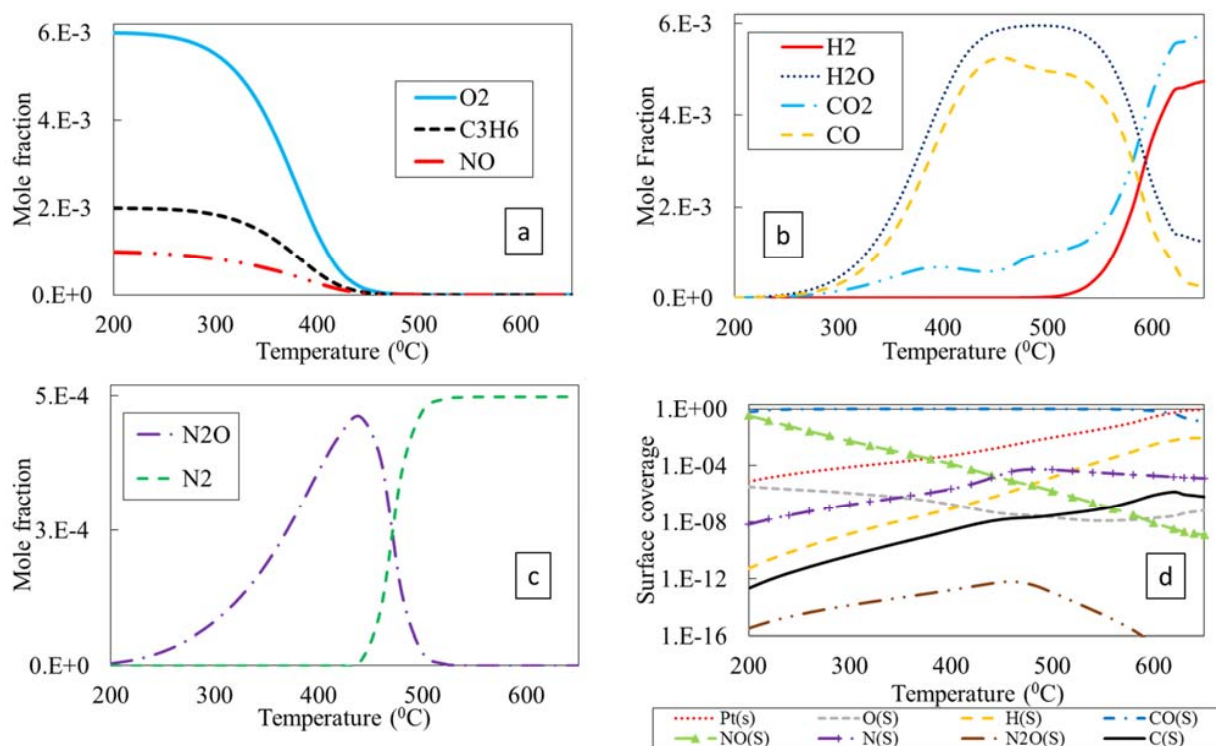 6.E-3
4.E-3
2.E-3
0.E+0
Mole fraction
O2
C3H6
NO
a
200 300 400 500 600
Temperature (⁰C)
6.E-3
4.E-3
2.E-3
0.E+0
Mole Fraction
H2
H2O
CO2
CO
b
200 300 400 500 600
Temperature (⁰C)
5.E-4
3.E-4
0.E+0
Mole fraction
N2O
N2
c
200 300 400 500 600
Temperature (⁰C)
1.E+00
1.E-04
1.E-08
1.E-12
1.E-16
Surface coverage
d
200 300 400 500 600
Temperature (⁰C)
Pt(s) O(S) H(S) CO(S)
NO(S) N(S) N2O(S) C(S)